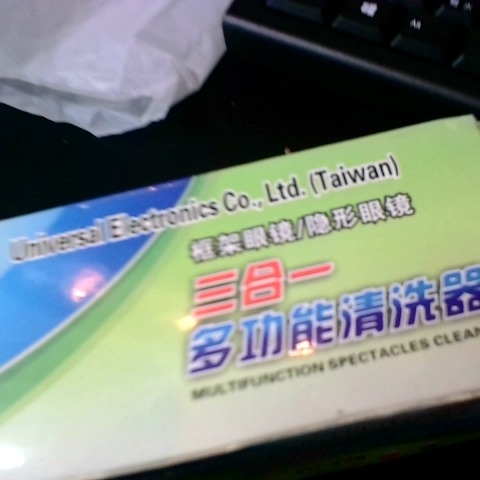 Universal Electronics Co., Ltd. (Taiwan)
框架眼镜/隐形眼镜
三合一
多功能清洗器
MULTIFUNCTION SPECTACLES CLEAN